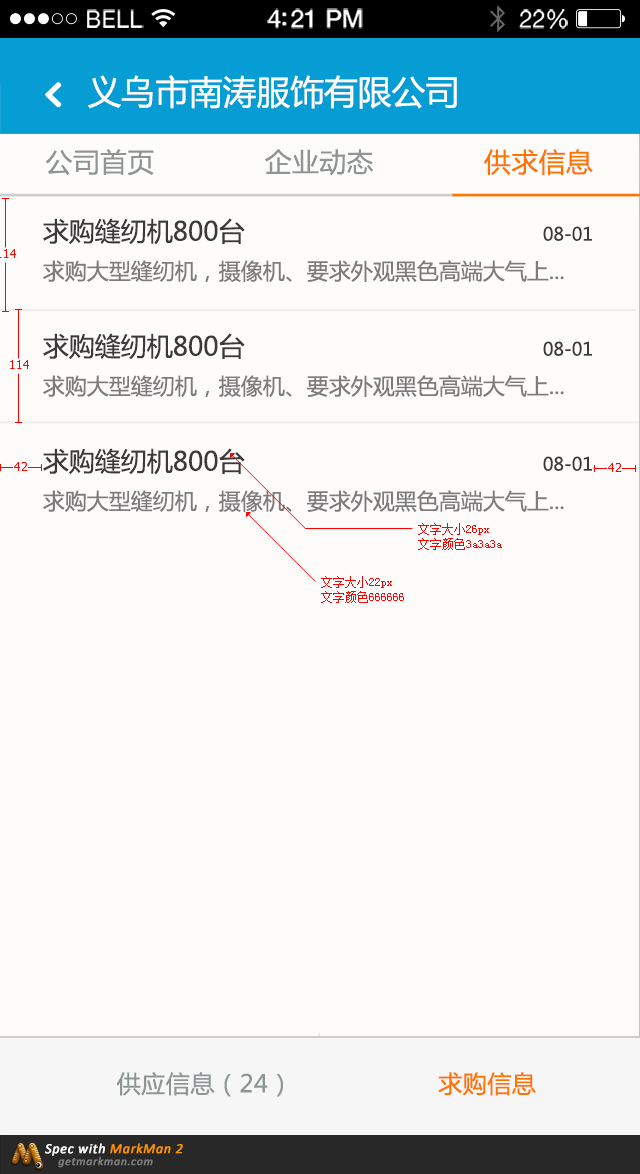 BELL 4:21 PM 22%
义乌市南涛服饰有限公司
公司首页 企业动态 供求信息
求购缝纫机800台 08-01
114
求购大型缝纫机，摄像机、要求外观黑色高端大气上...
求购缝纫机800台 08-01
114
求购大型缝纫机，摄像机、要求外观黑色高端大气上...
42 求购缝纫机800台 08-01 42
求购大型缝纫机，摄像机、要求外观黑色高端大气上...
文字大小26px
文字颜色3a3a3a
文字大小22px
文字颜色666666
供应信息（24） 求购信息
Spec with MarkMan 2
getmarkman.com